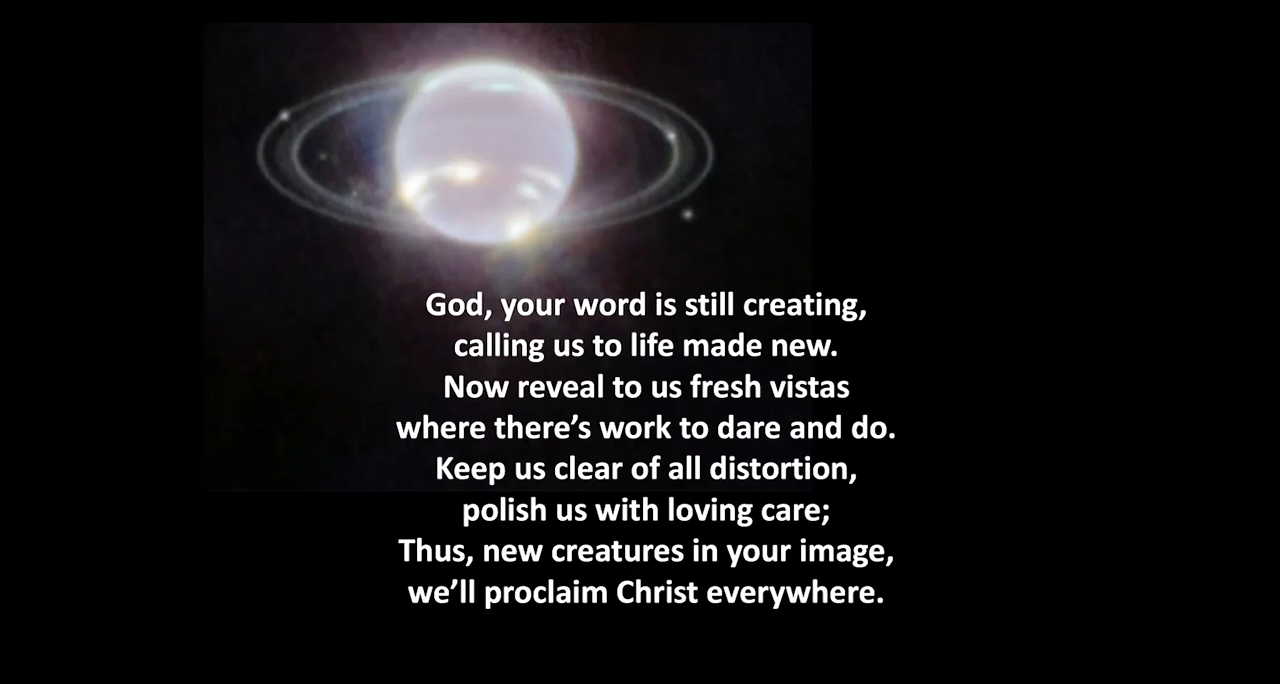 God, your word is still creating,
calling us to life made new.
Now reveal to us fresh vistas
where there’s work to dare and do.
Keep us clear of all distortion,
polish us with loving care;
Thus, new creatures in your image,
we’ll proclaim Christ everywhere.